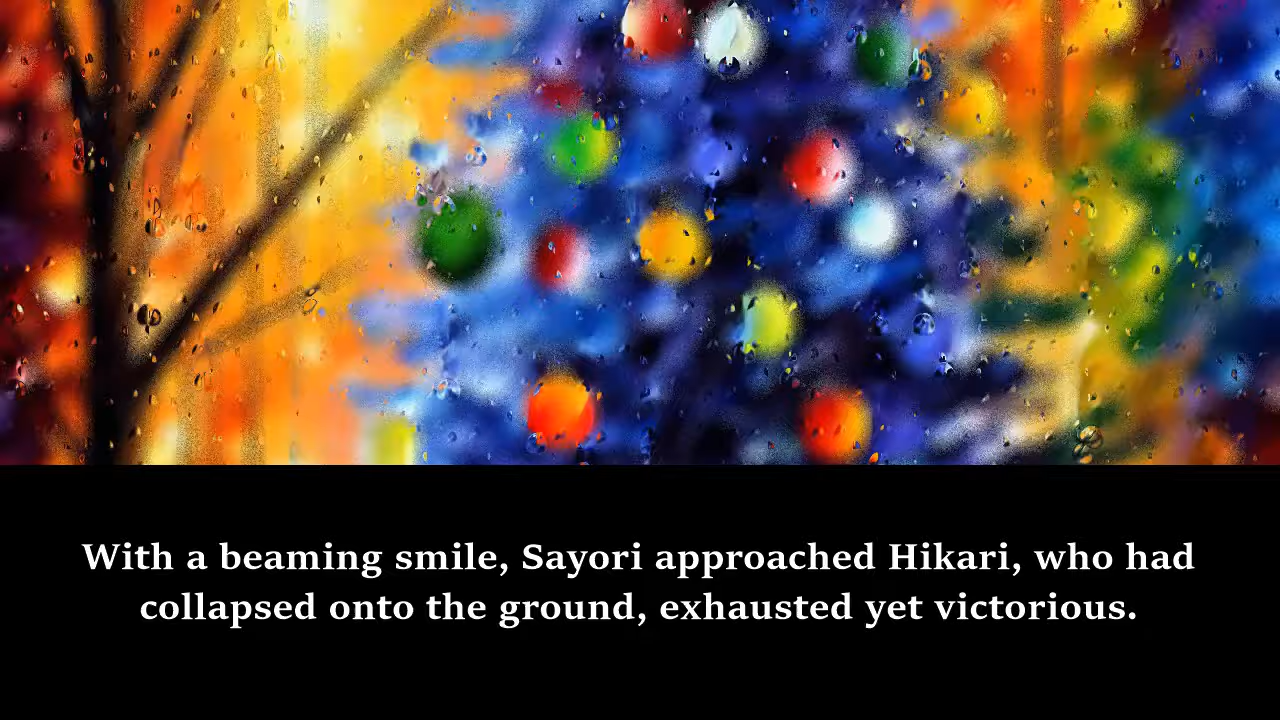 With a beaming smile, Sayori approached Hikari, who had
collapsed onto the ground, exhausted yet victorious.